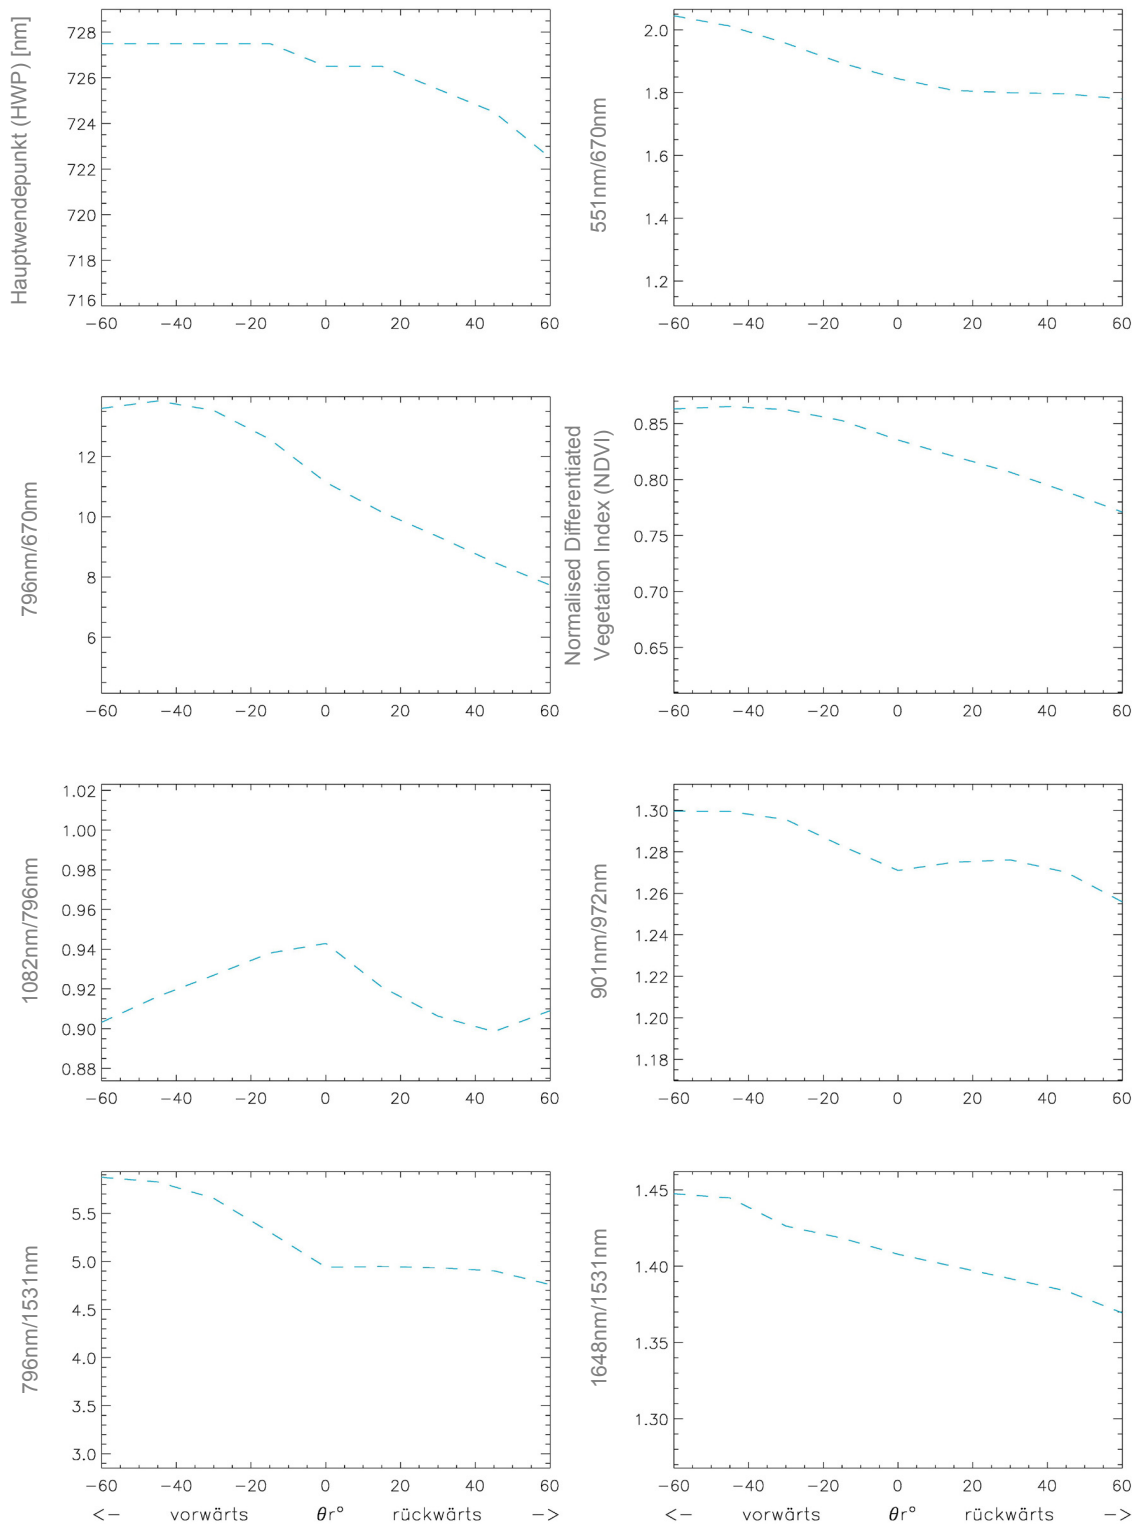 Hauptwendepunkt (HWP) [nm]
728
726
724
722
720
718
716
−60 −40 −20 0 20 40 60
551nm/670nm
2.0
1.8
1.6
1.4
1.2
−60 −40 −20 0 20 40 60
796nm/670nm
12
10
8
6
−60 −40 −20 0 20 40 60
Normalised Differentiated
Vegetation Index (NDVI)
0.85
0.80
0.75
0.70
0.65
−60 −40 −20 0 20 40 60
1082nm/796nm
1.02
1.00
0.98
0.96
0.94
0.92
0.90
0.88
−60 −40 −20 0 20 40 60
901nm/972nm
1.30
1.28
1.26
1.24
1.22
1.20
1.18
−60 −40 −20 0 20 40 60
796nm/1531nm
5.5
5.0
4.5
4.0
3.5
3.0
−60 −40 −20 0 20 40 60
<− vorwärts θr° rückwärts −>
1648nm/1531nm
1.45
1.40
1.35
1.30
−60 −40 −20 0 20 40 60
<− vorwärts θr° rückwärts −>